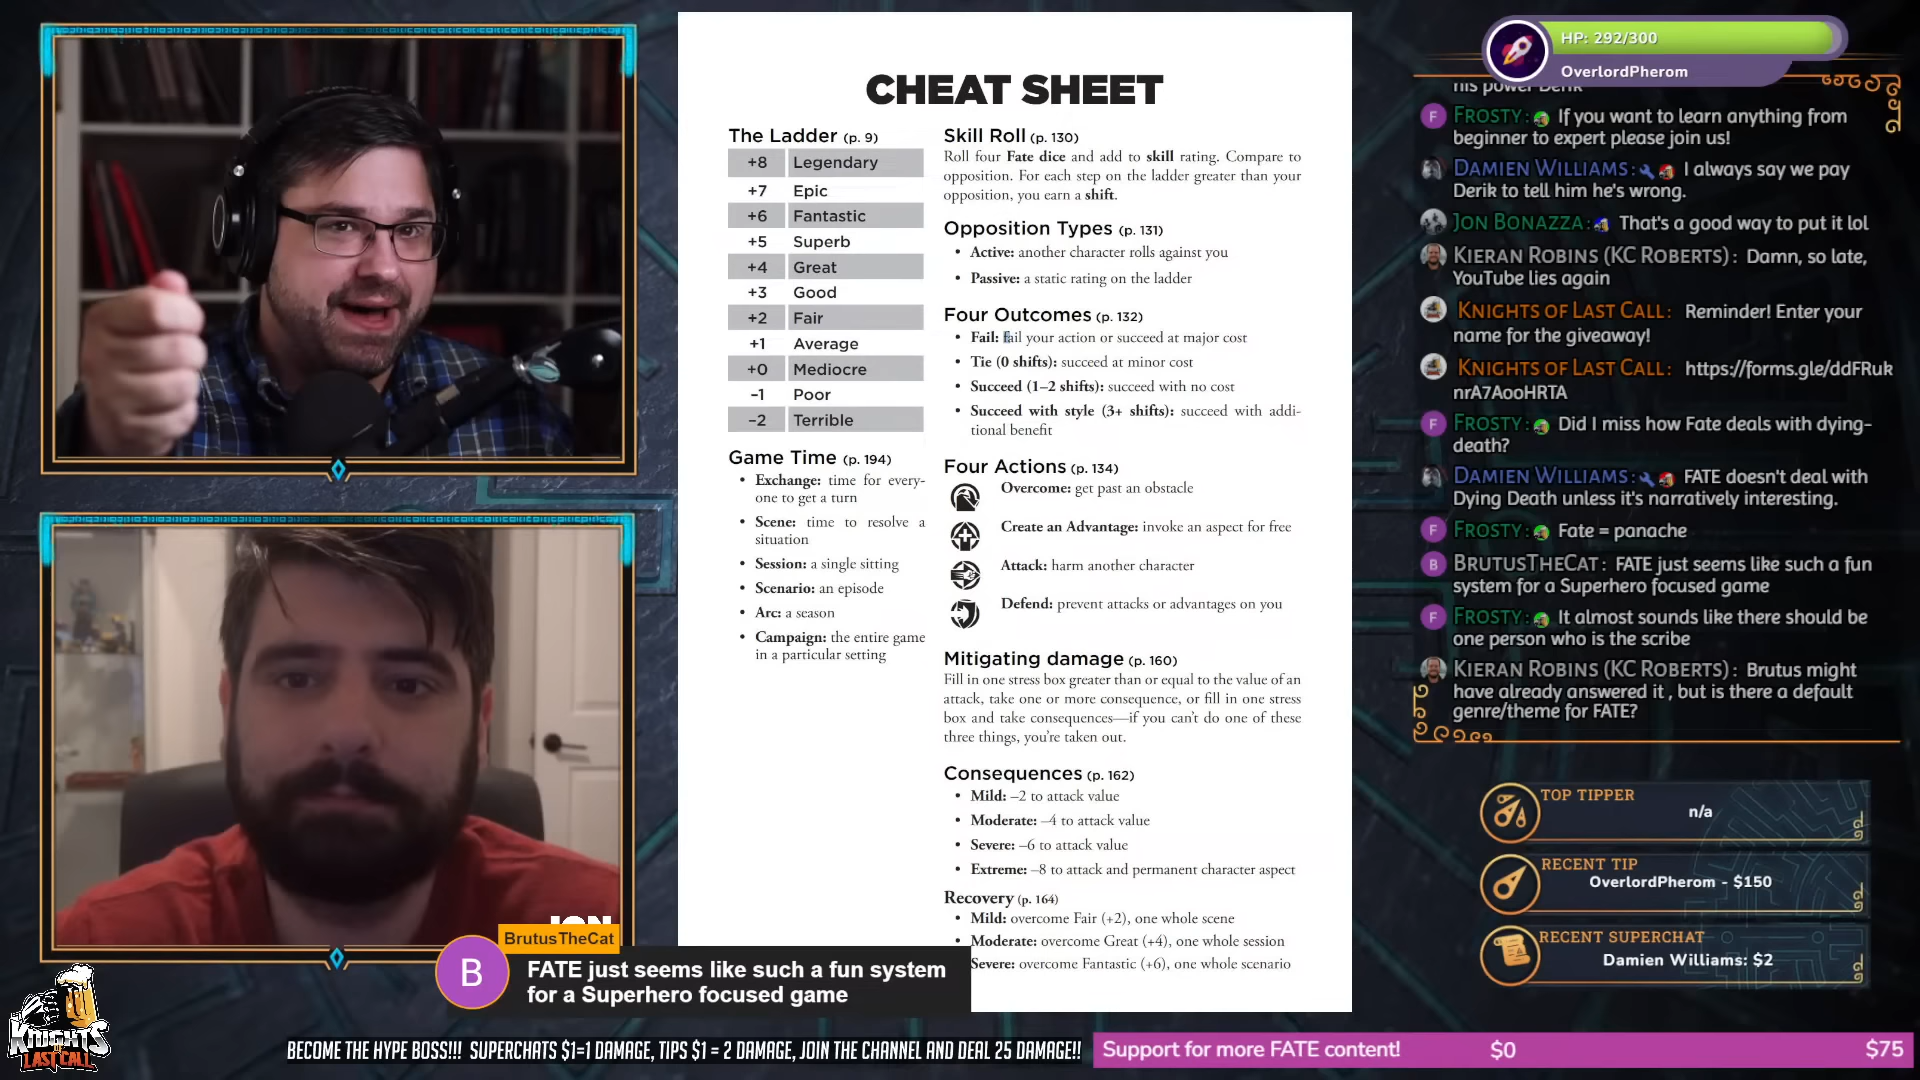 CHEAT SHEET
The Ladder (p. 9)
+8 Legendary
+7 Epic
+6 Fantastic
+5 Superb
+4 Great
+3 Good
+2 Fair
+1 Average
+0 Mediocre
–1 Poor
–2 Terrible
Game Time (p. 194)
• Exchange: time for every-
one to get a turn
• Scene: time to resolve a
situation
• Session: a single sitting
• Scenario: an episode
• Arc: a season
• Campaign: the entire game
in a particular setting
Skill Roll (p. 130)
Roll four Fate dice and add to skill rating. Compare to
opposition. For each step on the ladder greater than your
opposition, you earn a shift.
Opposition Types (p. 131)
• Active: another character rolls against you
• Passive: a static rating on the ladder
Four Outcomes (p. 132)
• Fail: fail your action or succeed at major cost
• Tie (0 shifts): succeed at minor cost
• Succeed (1–2 shifts): succeed with no cost
• Succeed with style (3+ shifts): succeed with addi-
tional benefit
Four Actions (p. 134)
Overcome: get past an obstacle
Create an Advantage: invoke an aspect for free
Attack: harm another character
Defend: prevent attacks or advantages on you
Mitigating damage (p. 160)
Fill in one stress box greater than or equal to the value of an
attack, take one or more consequence, or fill in one stress
box and take consequences—if you can't do one of these
three things, you're taken out.
Consequences (p. 162)
• Mild: –2 to attack value
• Moderate: –4 to attack value
• Severe: –6 to attack value
• Extreme: –8 to attack and permanent character aspect
Recovery (p. 164)
• Mild: overcome Fair (+2), one whole scene
• Moderate: overcome Great (+4), one whole session
Severe: overcome Fantastic (+6), one whole scenario
HP: 292/300
OverlordPherom
his power Derik
F FROSTY: If you want to learn anything from
beginner to expert please join us!
DAMIEN WILLIAMS: I always say we pay
Derik to tell him he's wrong.
JON BONAZZA: That's a good way to put it lol
KIERAN ROBINS (KC ROBERTS): Damn, so late,
YouTube lies again
KNIGHTS OF LAST CALL: Reminder! Enter your
name for the giveaway!
KNIGHTS OF LAST CALL: https://forms.gle/ddFRuk
nrA7AooHRTA
F FROSTY: Did I miss how Fate deals with dying-
death?
DAMIEN WILLIAMS: FATE doesn't deal with
Dying Death unless it's narratively interesting.
F FROSTY: Fate = panache
B BRUTUSTHECAT: FATE just seems like such a fun
system for a Superhero focused game
F FROSTY: It almost sounds like there should be
one person who is the scribe
KIERAN ROBINS (KC ROBERTS): Brutus might
have already answered it , but is there a default
genre/theme for FATE?
TOP TIPPER
n/a
RECENT TIP
OverlordPherom - $150
RECENT SUPERCHAT
Damien Williams: $2
JON
BrutusTheCat
B
FATE just seems like such a fun system
for a Superhero focused game
KNIGHTS
OF
LAST CALL
BECOME THE HYPE BOSS!!! SUPERCHATS $1=1 DAMAGE, TIPS $1 = 2 DAMAGE, JOIN THE CHANNEL AND DEAL 25 DAMAGE!!
Support for more FATE content! $0 $75